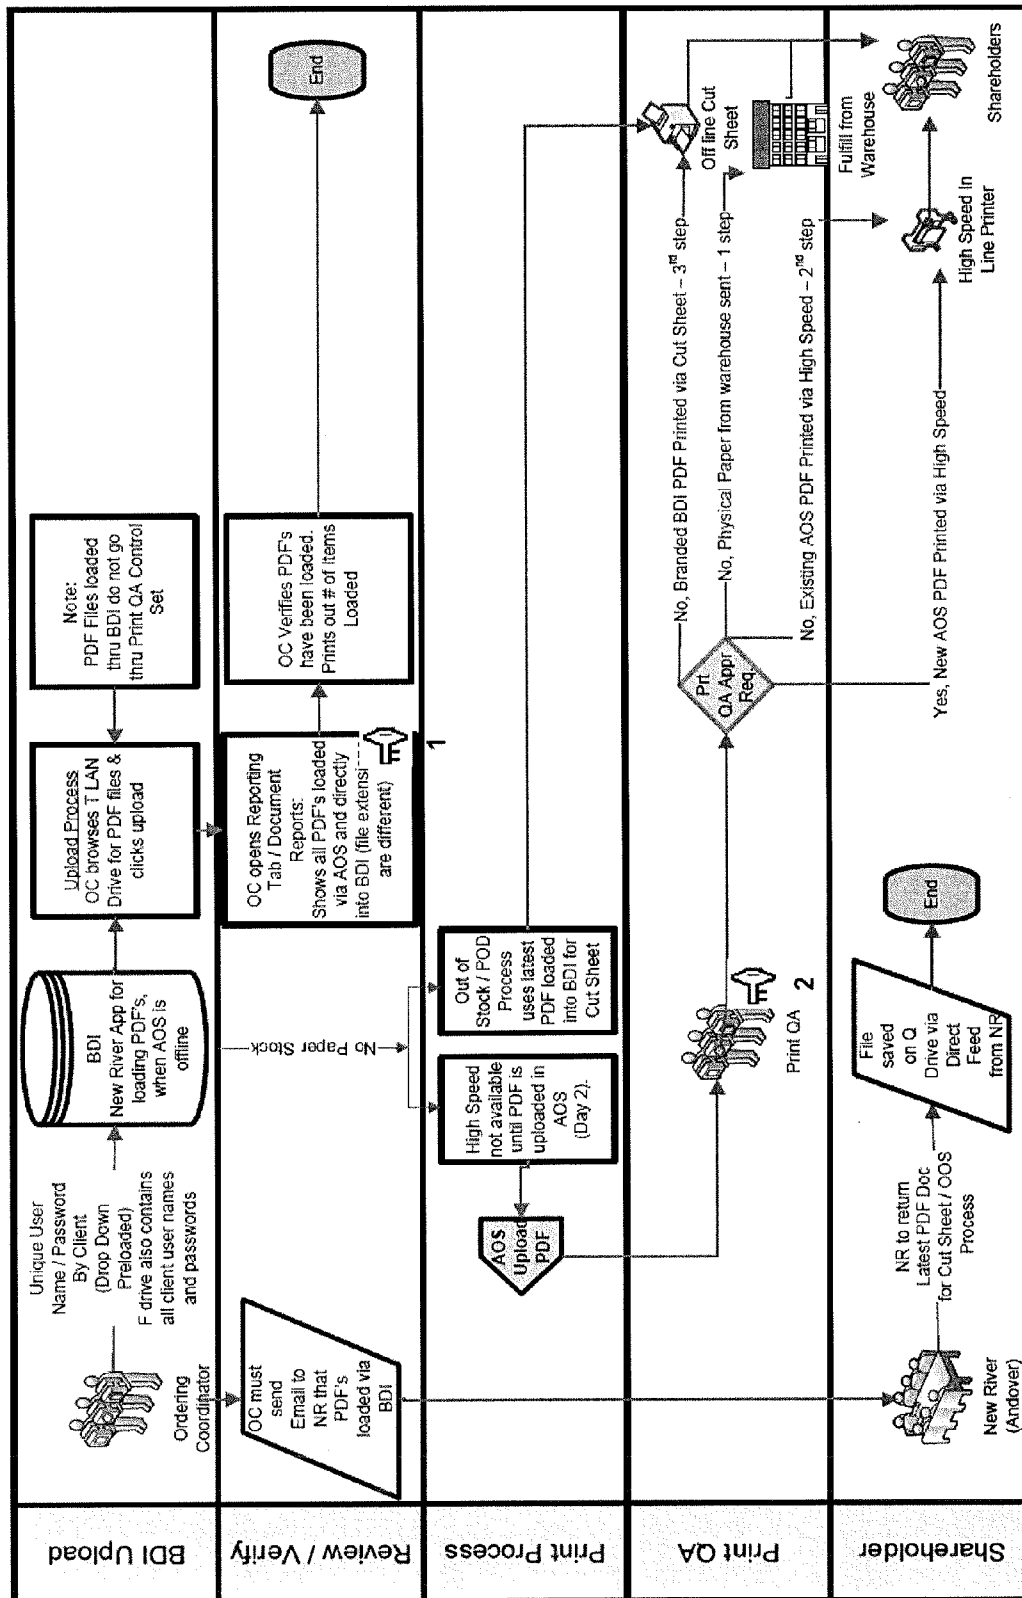 BDI Upload
Unique User
Name / Password
By Client
(Drop Down
Preloaded)
F drive also contains
all client user names
and passwords
Ordering
Coordinator
BDI
New River App for
loading PDF's,
when AOS is
offline
Upload Process
OC browses T LAN
Drive for PDF files &
clicks upload
Note:
PDF Files loaded
thru BDI do not go
thru Print QA Control
Set
Review / Verify
OC must
send
Email to
NR that
PDF's
loaded via
BDI
OC opens Reporting
Tab / Document
Reports:
Shows all PDF's loaded
via AOS and directly
into BDI (file extensi
are different)
1
OC Verifies PDF's
have been loaded.
Prints out # of Items
Loaded
End
Print Process
No Paper Stock
AOS
Upload
PDF
High Speed
not available
until PDF is
uploaded in
AOS
(Day 2).
Out of
Stock / POD
Process
uses latest
PDF loaded
into BDI for
Cut Sheet
Print QA
Print QA
2
Prt
QA Appr
Req.
No, Branded BDI PDF Printed via Cut Sheet – 3rd step
No, Physical Paper from warehouse sent – 1 step
No, Existing AOS PDF Printed via High Speed – 2nd step
Off line Cut
Sheet
Fulfill from
Warehouse
Shareholder
New River
(Andover)
NR to return
Latest PDF Doc
for Cut Sheet / OOS
Process
File
saved
on Q
Drive via
Direct
Feed
from NR
End
Yes, New AOS PDF Printed via High Speed
High Speed In
Line Printer
Shareholders